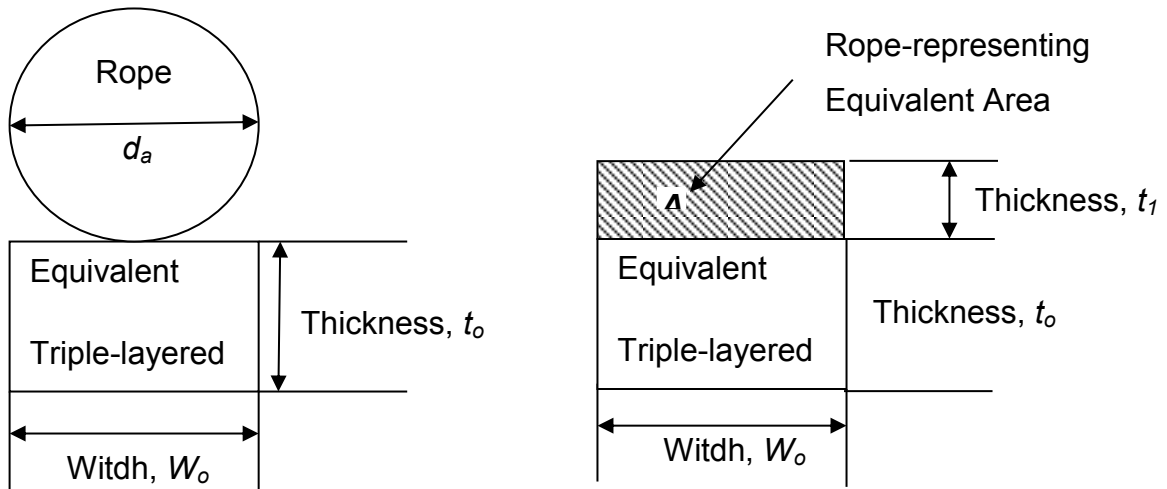 Rope
d_a
Equivalent
Triple-layered
Thickness, t_o
Witdh, W_o
Rope-representing
Equivalent Area
Thickness, t_1
Equivalent
Triple-layered
Thickness, t_o
Witdh, W_o